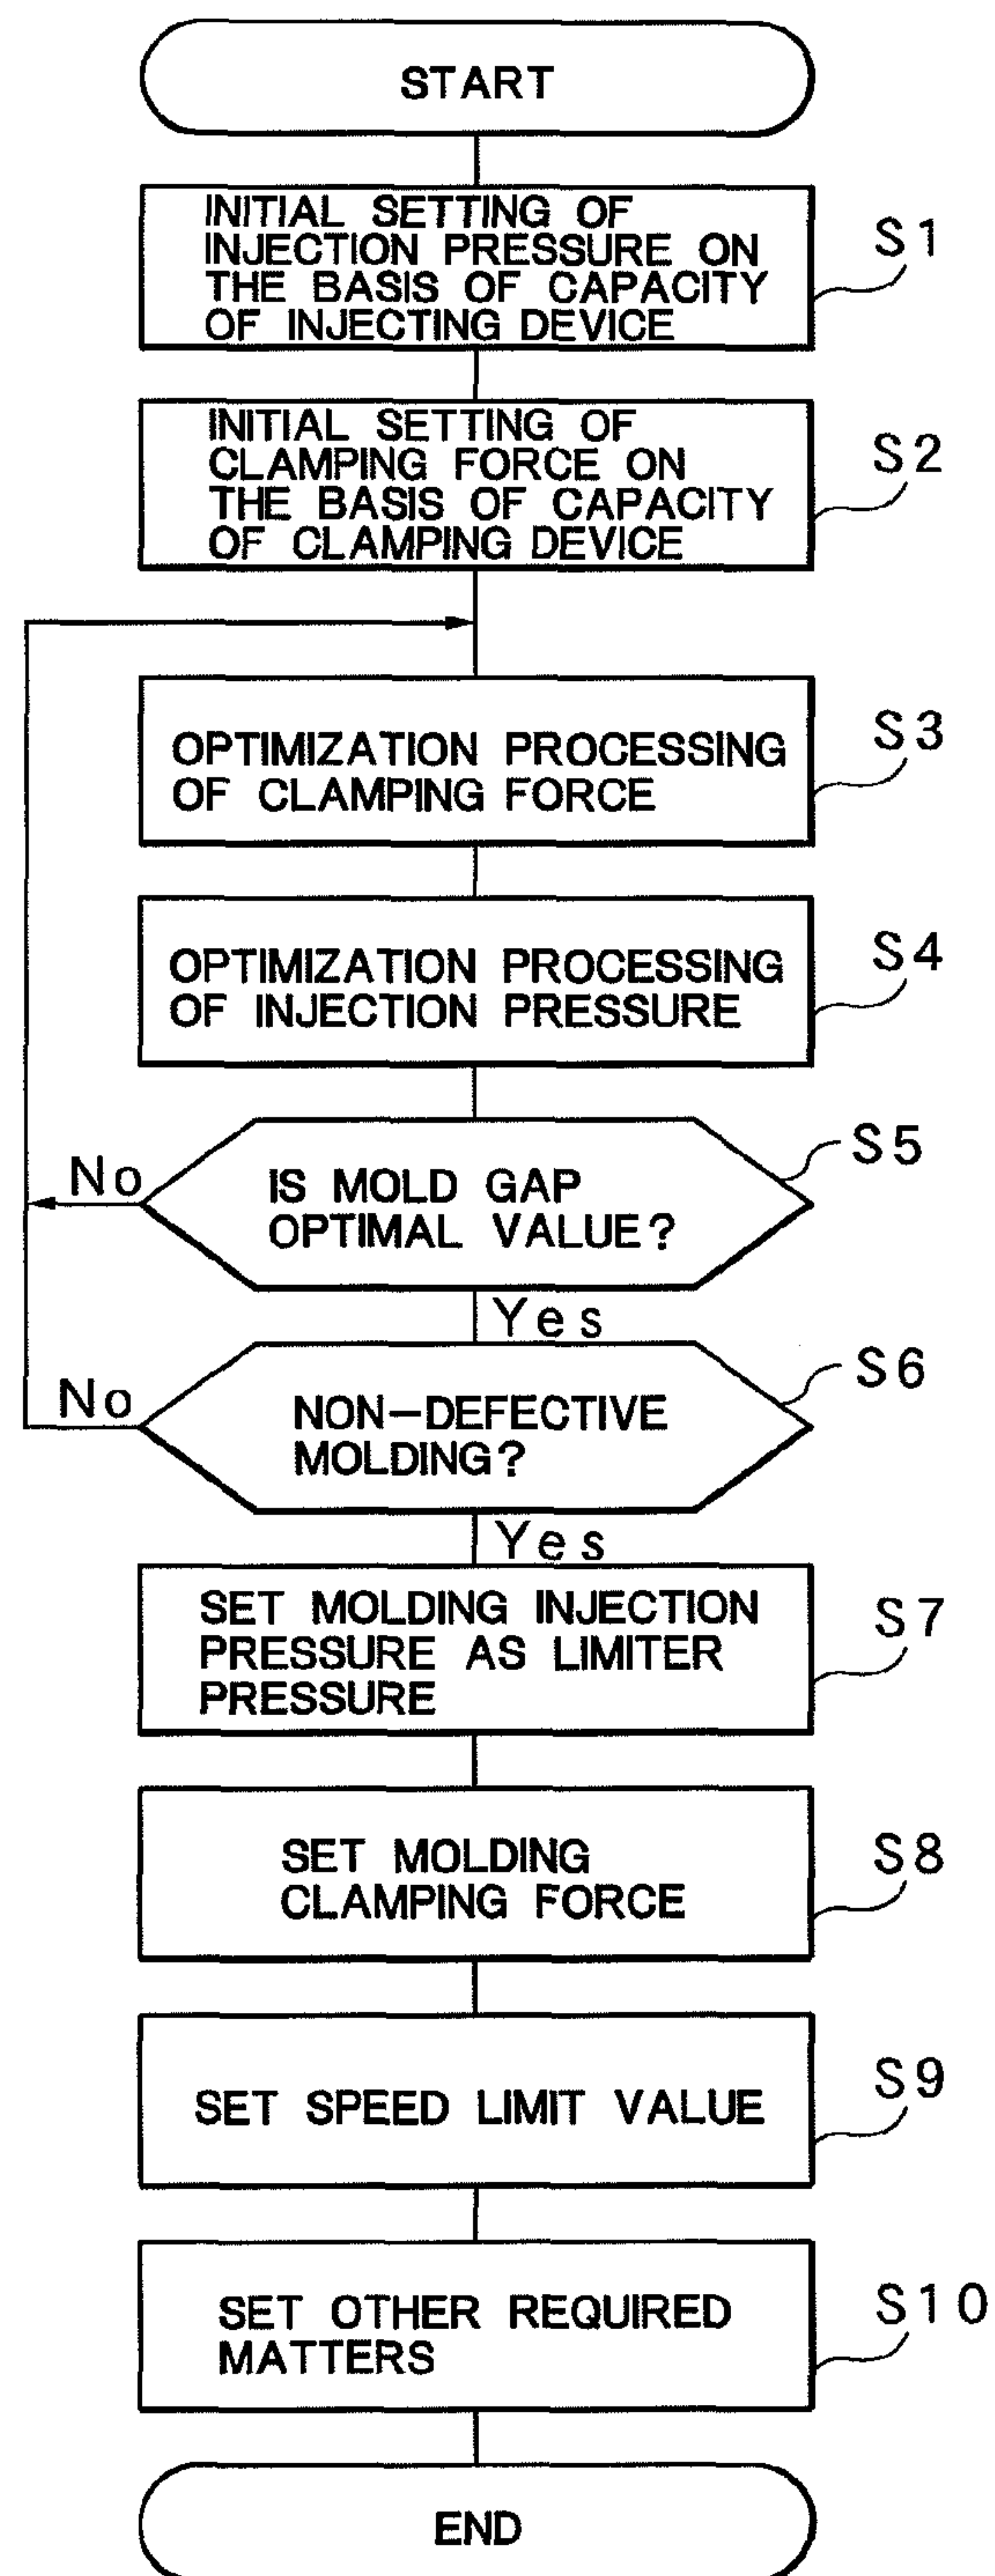 START
INITIAL SETTING OF
INJECTION PRESSURE ON
THE BASIS OF CAPACITY
OF INJECTING DEVICE
S1
INITIAL SETTING OF
CLAMPING FORCE ON
THE BASIS OF CAPACITY
OF CLAMPING DEVICE
S2
OPTIMIZATION PROCESSING
OF CLAMPING FORCE
S3
OPTIMIZATION PROCESSING
OF INJECTION PRESSURE
S4
IS MOLD GAP
OPTIMAL VALUE?
S5
No
Yes
NON-DEFECTIVE
MOLDING?
S6
No
Yes
SET MOLDING INJECTION
PRESSURE AS LIMITER
PRESSURE
S7
SET MOLDING
CLAMPING FORCE
S8
SET SPEED LIMIT VALUE
S9
SET OTHER REQUIRED
MATTERS
S10
END